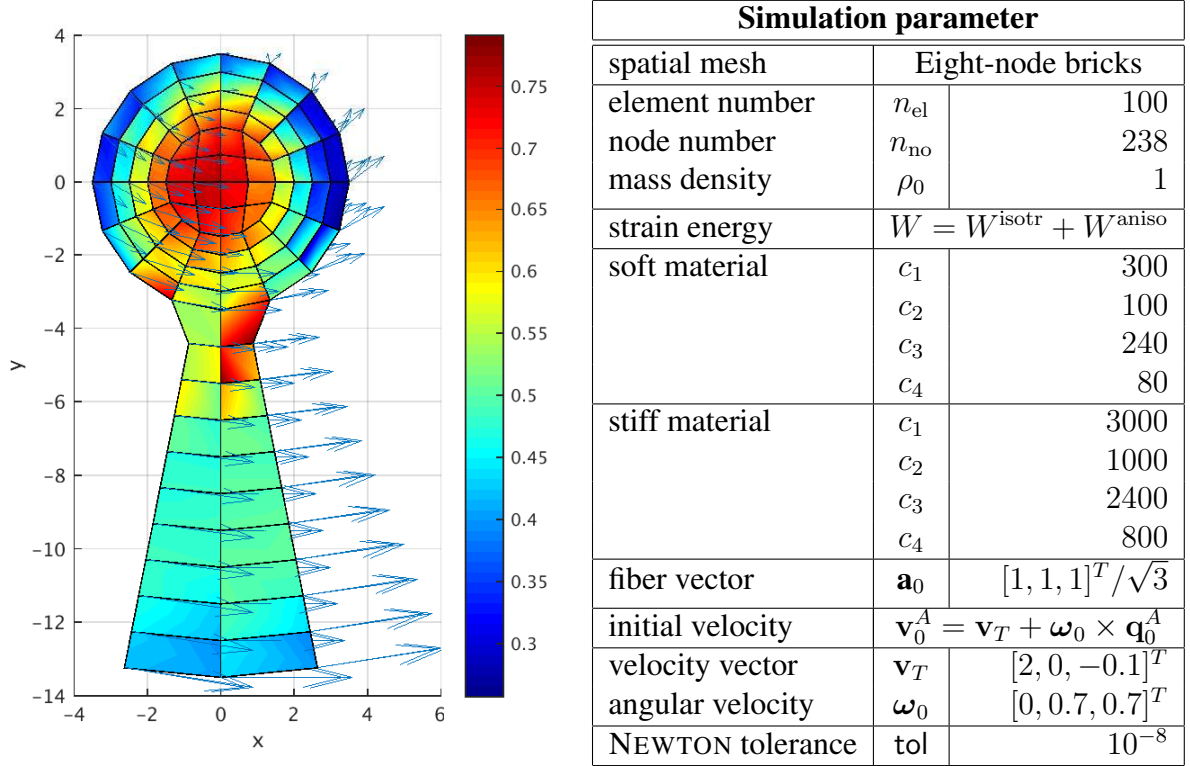 4
2
0
−2
−4
−6
−8
−10
−12
−14
−4
−2
0
2
4
6
x
y
0.75
0.7
0.65
0.6
0.55
0.5
0.45
0.4
0.35
0.3
Simulation parameter
spatial mesh Eight-node bricks
element number n_el 100
node number n_no 238
mass density ρ_0 1
strain energy W = W^isotr + W^aniso
soft material c_1 300
c_2 100
c_3 240
c_4 80
stiff material c_1 3000
c_2 1000
c_3 2400
c_4 800
fiber vector a_0 [1, 1, 1]^T/√3
initial velocity v_0^A = v_T + ω_0 × q_0^A
velocity vector v_T [2, 0, −0.1]^T
angular velocity ω_0 [0, 0.7, 0.7]^T
NEWTON tolerance tol 10^−8